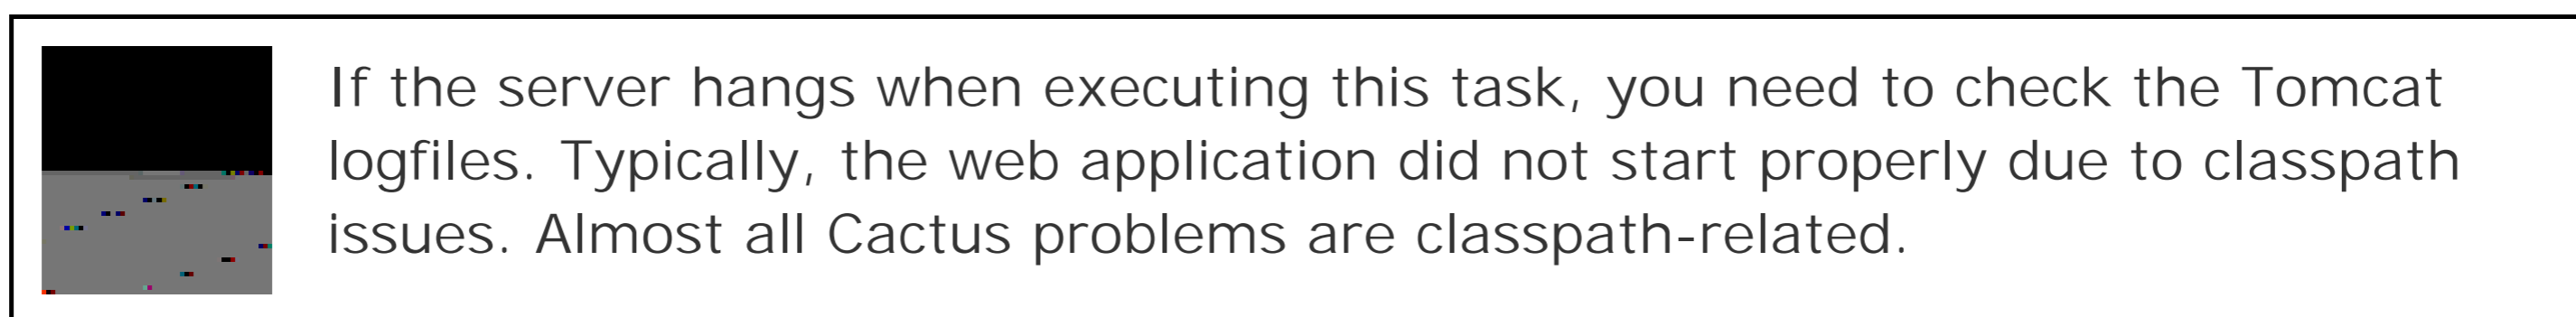 If the server hangs when executing this task, you need to check the Tomcat
logfiles. Typically, the web application did not start properly due to classpath
issues. Almost all Cactus problems are classpath-related.